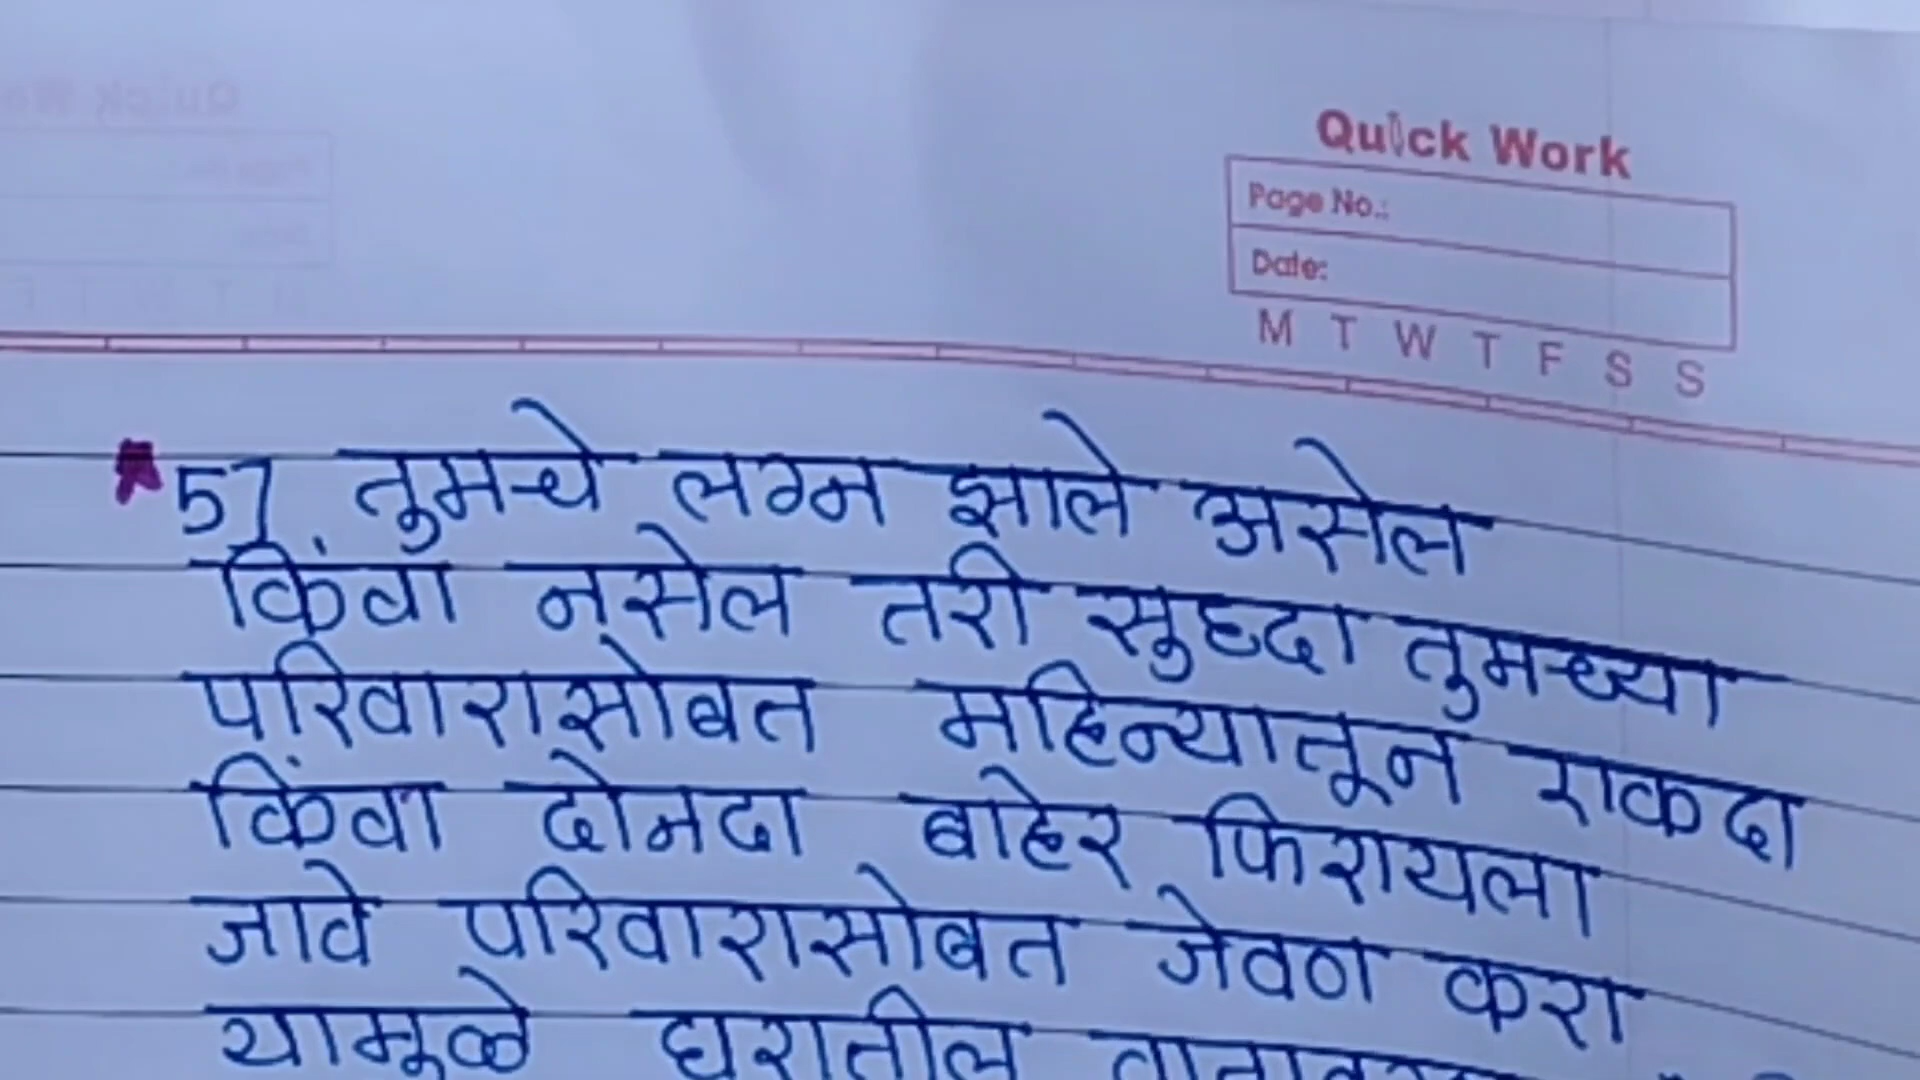 Quick Work
Page No.:
Date:
M T W T F S S
57 तुमचे लग्न झाले असेल
किंवा नसेल तरी सुध्दा तुमच्या
परिवारासोबत महिन्यातून एकदा
किंवा दोनदा बाहेर फिरायला
जावे परिवारासोबत जेवण करा
यामूळे घरातील